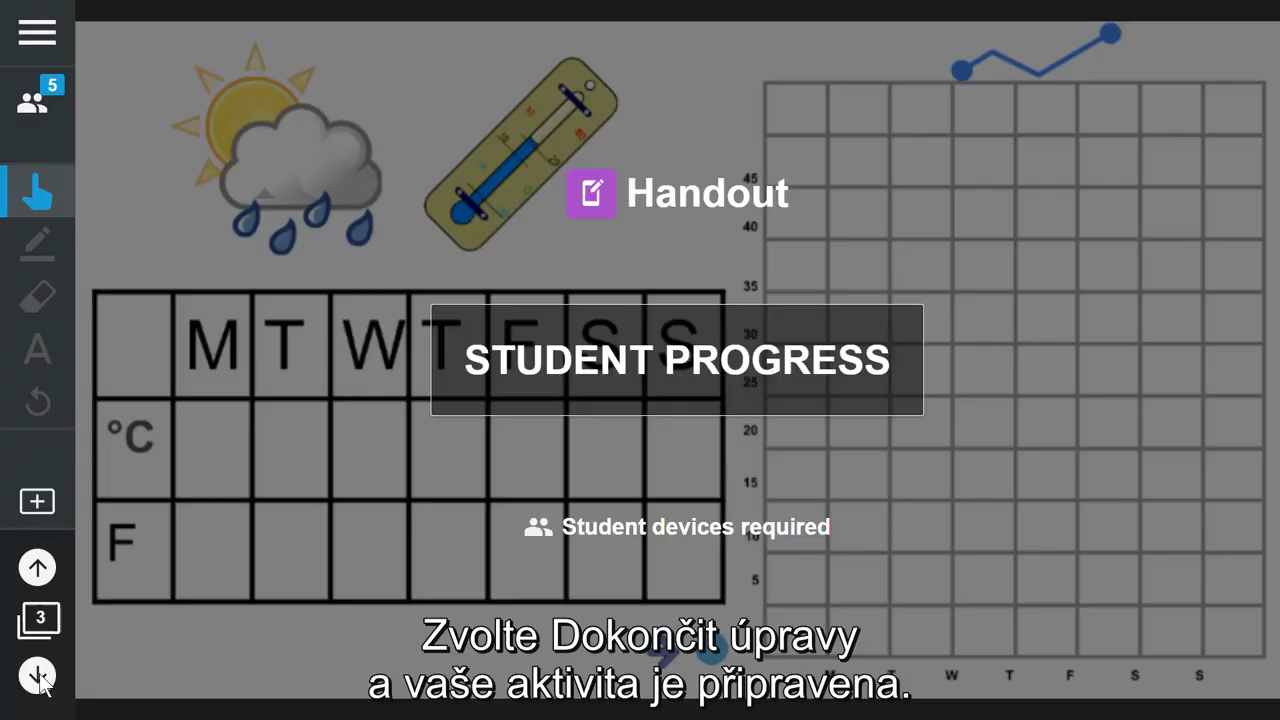 5
Handout
M T W T F S S
°C
F
STUDENT PROGRESS
Student devices required
45
40
35
30
25
20
15
10
5
M T W T F S S
3
A
Zvolte Dokončit úpravy
a vaše aktivita je připravena.